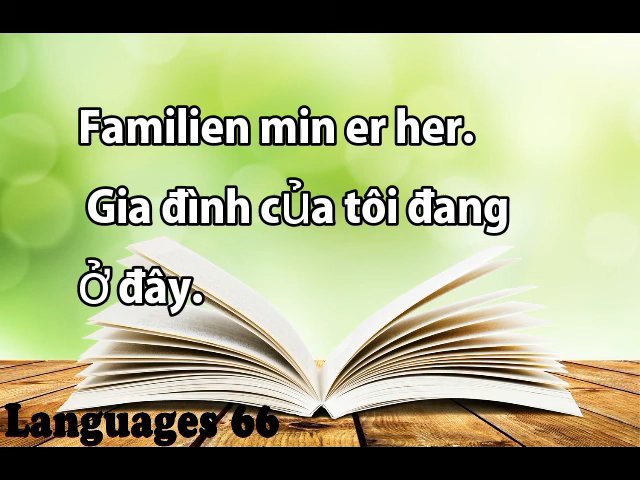 Familien min er her.
Gia đình của tôi đang
Ở đây.
Languages 66